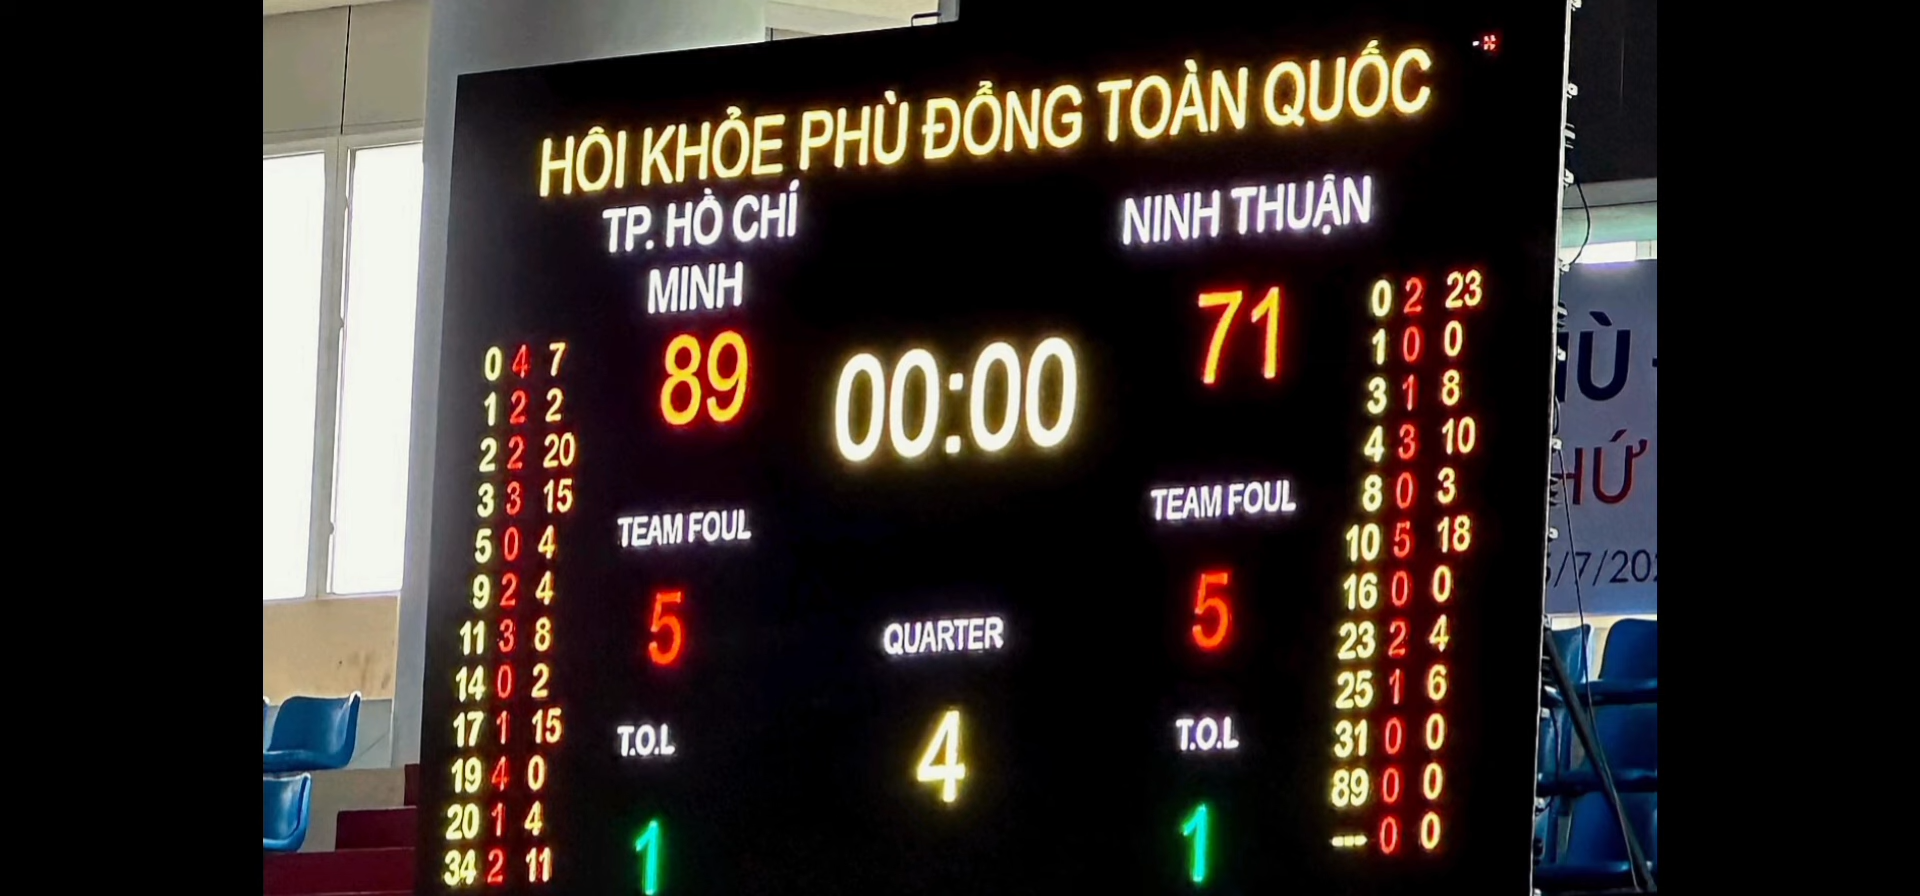 HÔI KHỎE PHÙ ĐỔNG TOÀN QUỐC
TP. HỒ CHÍ
MINH
NINH THUẬN
89
00:00
71
0 4 7
1 2 2
2 2 20
3 3 15
5 0 4
9 2 4
11 3 8
14 0 2
17 1 15
19 4 0
20 1 4
34 2 11
0 2 23
1 0 0
3 1 8
4 3 10
8 0 3
10 5 18
16 0 0
23 2 4
25 1 6
31 0 0
89 0 0
--- 0 0
TEAM FOUL
5
TEAM FOUL
5
QUARTER
4
T.O.L
1
T.O.L
1
/7/202